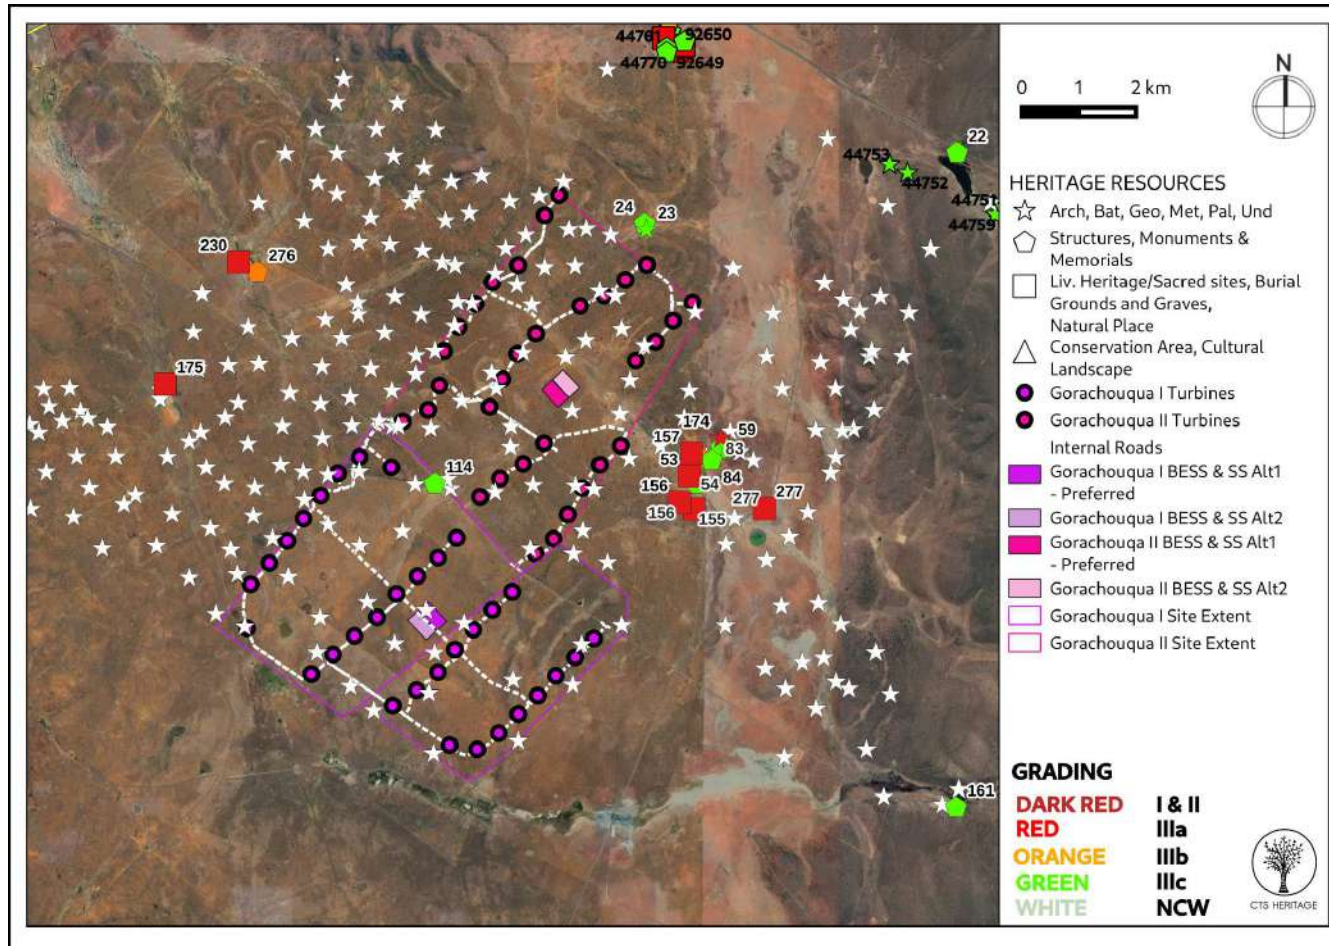 44761 92650
44770 92649
22
44753
44752
44751
44759
24 23
230
276
175
174
59
157
83
53
114
84
54
156
277 277
156
155
161
0 1 2 km
N
HERITAGE RESOURCES
Arch, Bat, Geo, Met, Pal, Und
Structures, Monuments &
Memorials
Liv. Heritage/Sacred sites, Burial
Grounds and Graves,
Natural Place
Conservation Area, Cultural
Landscape
Gorachouqua I Turbines
Gorachouqua II Turbines
Internal Roads
Gorachouqua I BESS & SS Alt1
- Preferred
Gorachouqua I BESS & SS Alt2
Gorachouqa II BESS & SS Alt1
- Preferred
Gorachouqua II BESS & SS Alt2
Gorachouqua I Site Extent
Gorachouqua II Site Extent
GRADING
DARK RED I & II
RED IIIa
ORANGE IIIb
GREEN IIIc
WHITE NCW
CTS HERITAGE